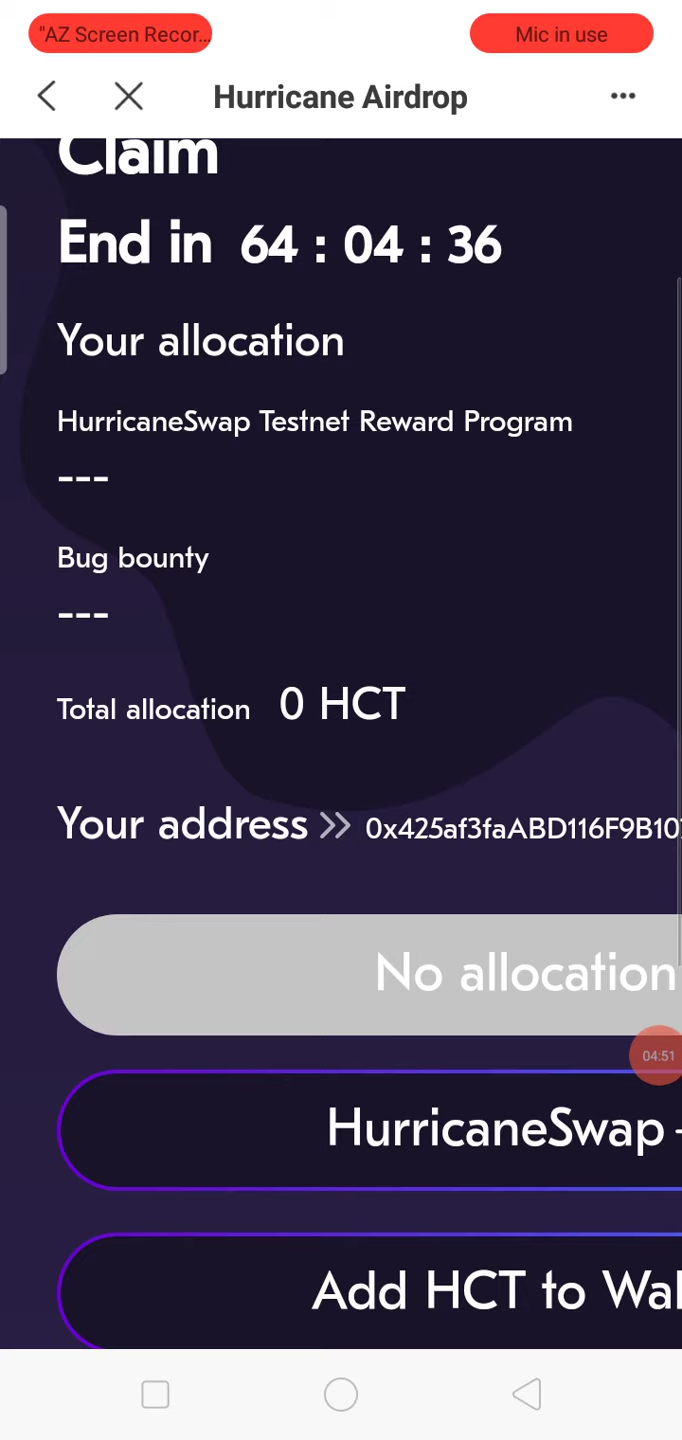 "AZ Screen Recor...
Mic in use
Hurricane Airdrop
Claim
End in 64 : 04 : 36
Your allocation
HurricaneSwap Testnet Reward Program
---
Bug bounty
---
Total allocation 0 HCT
Your address >> 0x425af3faABD116F9B10
No allocation
04:51
HurricaneSwap
Add HCT to